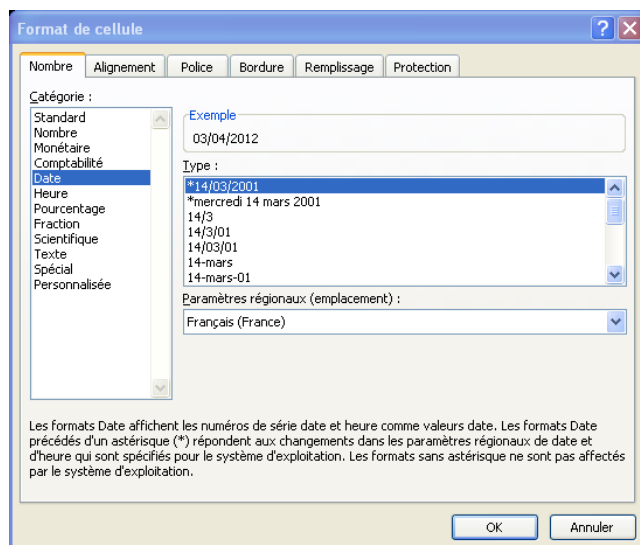 Format de cellule
Nombre Alignement Police Bordure Remplissage Protection
Catégorie :
Standard
Nombre
Monétaire
Comptabilité
Date
Heure
Pourcentage
Fraction
Scientifique
Texte
Spécial
Personnalisée
Exemple
03/04/2012
Type :
*14/03/2001
*mercredi 14 mars 2001
14/3
14/3/01
14/03/01
14-mars
14-mars-01
Paramètres régionaux (emplacement) :
Français (France)
Les formats Date affichent les numéros de série date et heure comme valeurs date. Les formats Date
précédés d'un astérisque (*) répondent aux changements dans les paramètres régionaux de date et
d'heure qui sont spécifiés pour le système d'exploitation. Les formats sans astérisque ne sont pas affectés
par le système d'exploitation.
OK Annuler